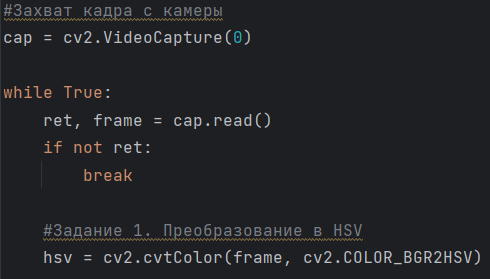 #Захват кадра с камеры
cap = cv2.VideoCapture(0)
while True:
    ret, frame = cap.read()
    if not ret:
        break
    #Задание 1. Преобразование в HSV
    hsv = cv2.cvtColor(frame, cv2.COLOR_BGR2HSV)